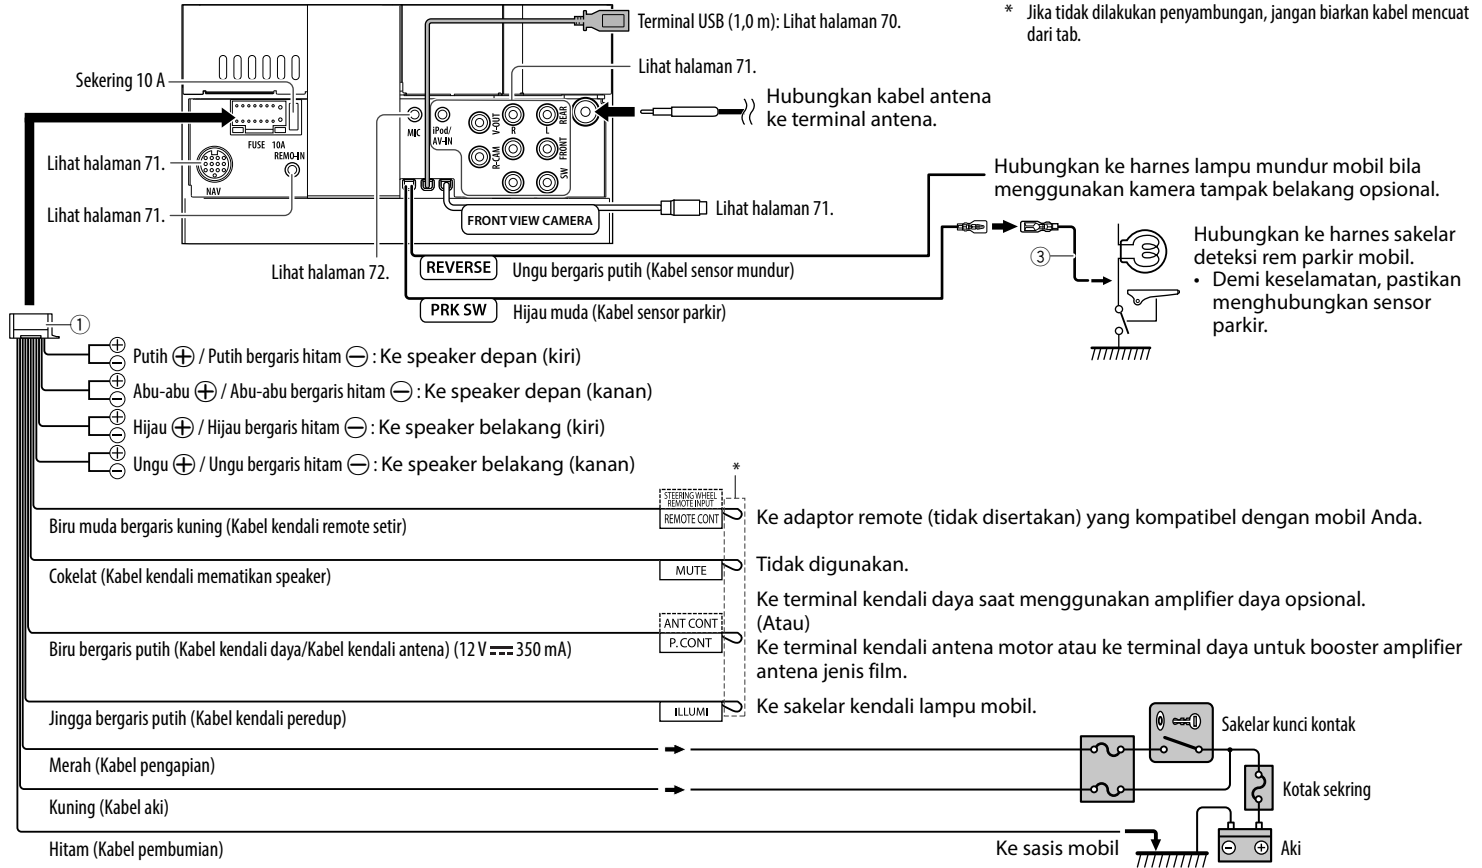 Terminal USB (1,0 m): Lihat halaman 70.
* Jika tidak dilakukan penyambungan, jangan biarkan kabel mencuat
dari tab.
Sekering 10 A
Lihat halaman 71.
Hubungkan kabel antena
ke terminal antena.
MIC
iPod/
AV-IN
V-OUT
R-CAM
R
L
REAR
FRONT
SW
FUSE 10A
REMO-IN
NAV
Lihat halaman 71.
Lihat halaman 71.
Lihat halaman 72.
FRONT VIEW CAMERA
Lihat halaman 71.
Hubungkan ke harnes lampu mundur mobil bila
menggunakan kamera tampak belakang opsional.
REVERSE
Ungu bergaris putih (Kabel sensor mundur)
PRK SW
Hijau muda (Kabel sensor parkir)
③
Hubungkan ke harnes sakelar
deteksi rem parkir mobil.
• Demi keselamatan, pastikan
menghubungkan sensor
parkir.
①
⊕ ⊖ Putih ⊕ / Putih bergaris hitam ⊖ : Ke speaker depan (kiri)
⊕ ⊖ Abu-abu ⊕ / Abu-abu bergaris hitam ⊖ : Ke speaker depan (kanan)
⊕ ⊖ Hijau ⊕ / Hijau bergaris hitam ⊖ : Ke speaker belakang (kiri)
⊕ ⊖ Ungu ⊕ / Ungu bergaris hitam ⊖ : Ke speaker belakang (kanan)
*
STEERING WHEEL
REMOTE INPUT
REMOTE CONT
Biru muda bergaris kuning (Kabel kendali remote setir)
Ke adaptor remote (tidak disertakan) yang kompatibel dengan mobil Anda.
Cokelat (Kabel kendali mematikan speaker)
MUTE
Tidak digunakan.
Biru bergaris putih (Kabel kendali daya/Kabel kendali antena) (12 V ⎓ 350 mA)
ANT CONT
P. CONT
Ke terminal kendali daya saat menggunakan amplifier daya opsional.
(Atau)
Ke terminal kendali antena motor atau ke terminal daya untuk booster amplifier
antena jenis film.
Jingga bergaris putih (Kabel kendali peredup)
ILLUMI
Ke sakelar kendali lampu mobil.
Merah (Kabel pengapian)
Sakelar kunci kontak
Kuning (Kabel aki)
Kotak sekring
Hitam (Kabel pembumian)
Ke sasis mobil
⊖ ⊕
Aki